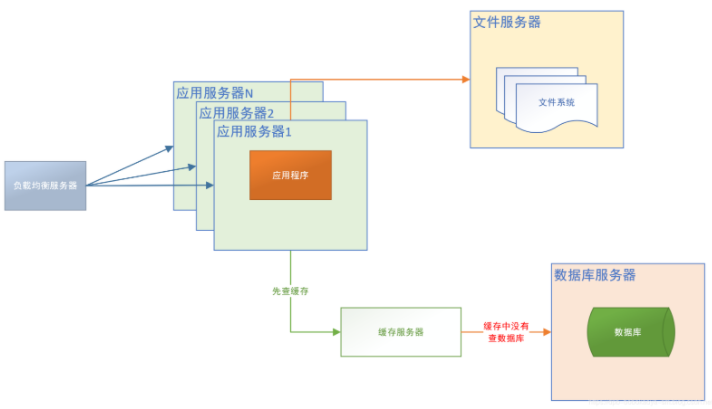 文件服务器
文件系统
应用服务器N
应用服务器2
应用服务器1
应用程序
负载均衡服务器
先查缓存
缓存服务器
缓存中没有
查数据库
数据库服务器
数据库